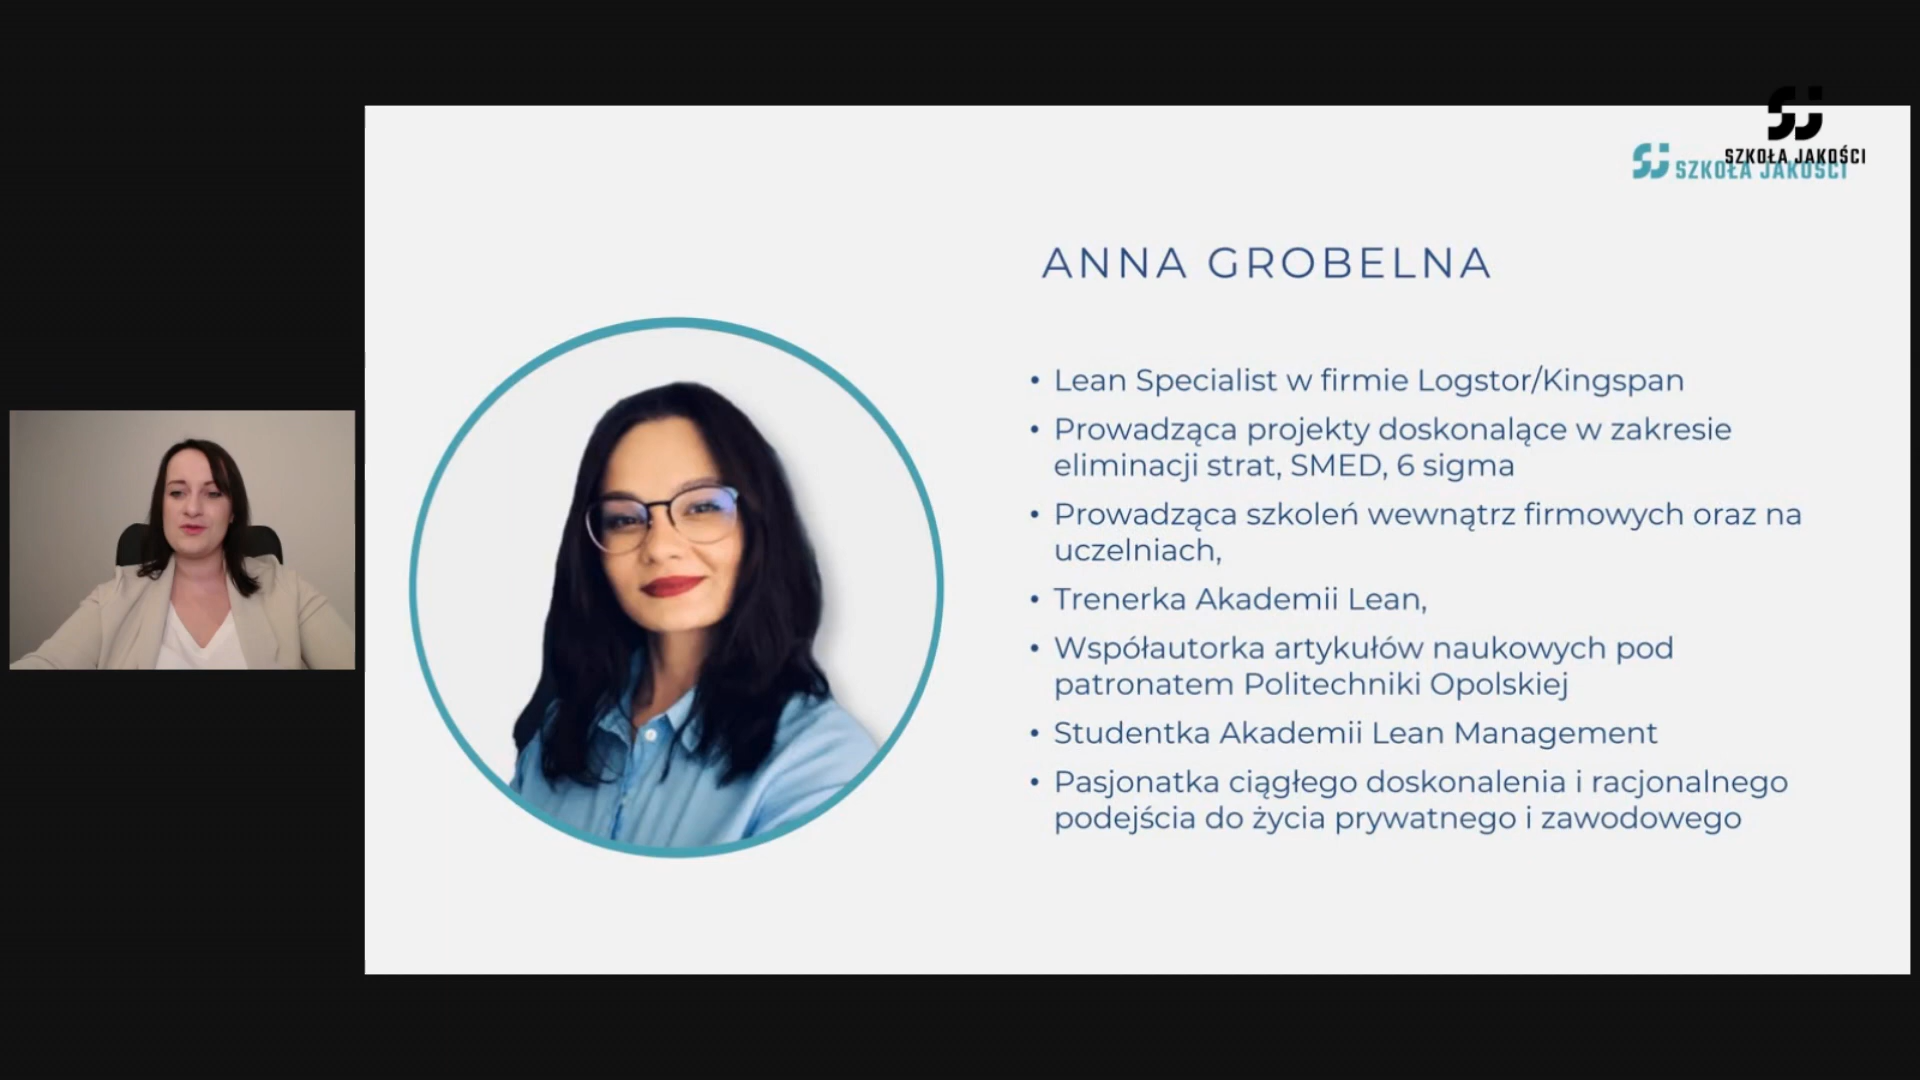 SZKOŁA JAKOŚCI
SZKOŁA JAKOŚCI
ANNA GROBELNA
• Lean Specialist w firmie Logstor/Kingspan
• Prowadząca projekty doskonalące w zakresie
eliminacji strat, SMED, 6 sigma
• Prowadząca szkoleń wewnątrz firmowych oraz na
uczelniach,
• Trenerka Akademii Lean,
• Współautorka artykułów naukowych pod
patronatem Politechniki Opolskiej
• Studentka Akademii Lean Management
• Pasjonatka ciągłego doskonalenia i racjonalnego
podejścia do życia prywatnego i zawodowego